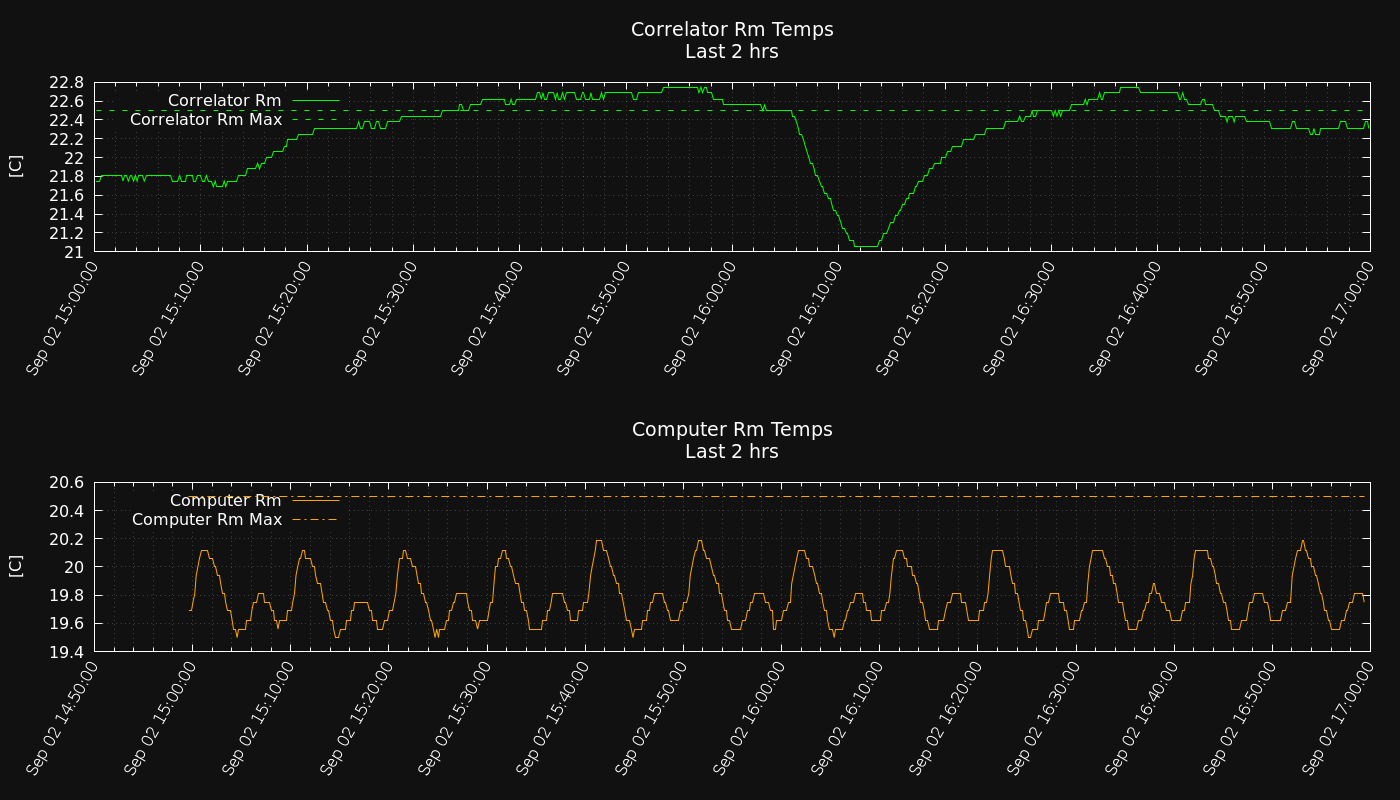 Correlator Rm Temps
Last 2 hrs
22.8
22.6
22.4
22.2
22
21.8
21.6
21.4
21.2
21
[C]
Correlator Rm
Correlator Rm Max
Sep 02 15:00:00
Sep 02 15:10:00
Sep 02 15:20:00
Sep 02 15:30:00
Sep 02 15:40:00
Sep 02 15:50:00
Sep 02 16:00:00
Sep 02 16:10:00
Sep 02 16:20:00
Sep 02 16:30:00
Sep 02 16:40:00
Sep 02 16:50:00
Sep 02 17:00:00
Computer Rm Temps
Last 2 hrs
20.6
20.4
20.2
20
19.8
19.6
19.4
[C]
Computer Rm
Computer Rm Max
Sep 02 14:50:00
Sep 02 15:00:00
Sep 02 15:10:00
Sep 02 15:20:00
Sep 02 15:30:00
Sep 02 15:40:00
Sep 02 15:50:00
Sep 02 16:00:00
Sep 02 16:10:00
Sep 02 16:20:00
Sep 02 16:30:00
Sep 02 16:40:00
Sep 02 16:50:00
Sep 02 17:00:00